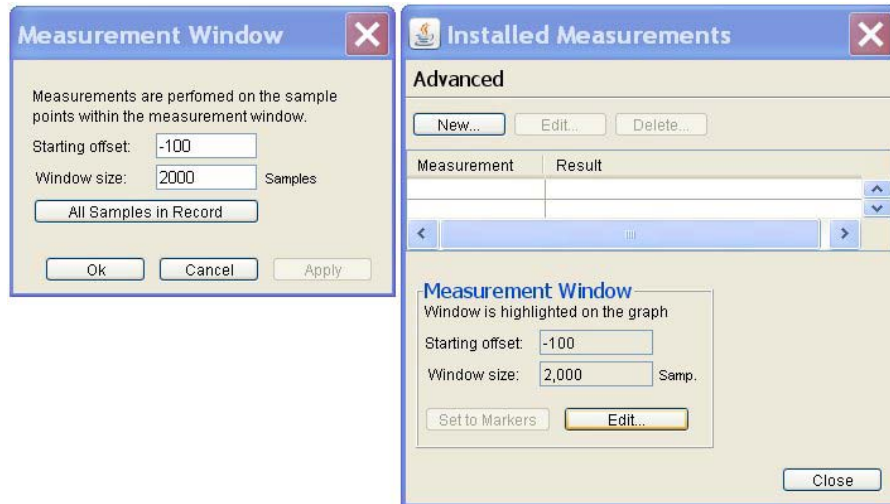 Measurement Window
Measurements are perfomed on the sample
points within the measurement window.
Starting offset: -100
Window size: 2000 Samples
All Samples in Record
Ok Cancel Apply
Installed Measurements
Advanced
New... Edit... Delete...
Measurement Result
Measurement Window
Window is highlighted on the graph
Starting offset: -100
Window size: 2,000 Samp.
Set to Markers Edit...
Close